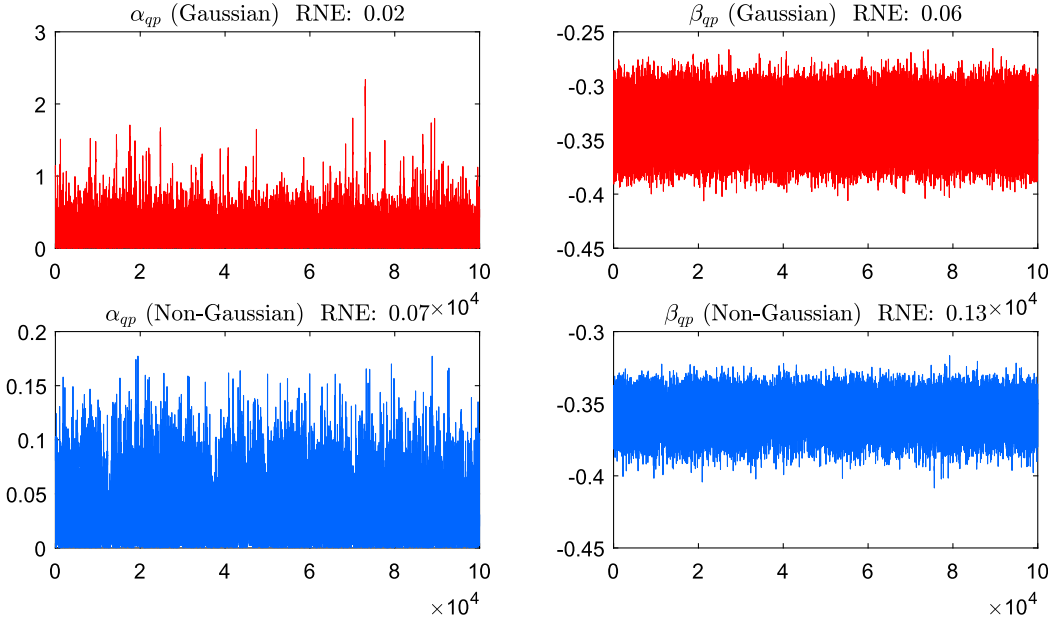 α_qp (Gaussian) RNE: 0.02
3
2
1
0
0 2 4 6 8 10
×10^4
β_qp (Gaussian) RNE: 0.06
-0.25
-0.3
-0.35
-0.4
-0.45
0 2 4 6 8 10
×10^4
α_qp (Non-Gaussian) RNE: 0.07
0.2
0.15
0.1
0.05
0
0 2 4 6 8 10
×10^4
β_qp (Non-Gaussian) RNE: 0.13
-0.3
-0.35
-0.4
-0.45
0 2 4 6 8 10
×10^4